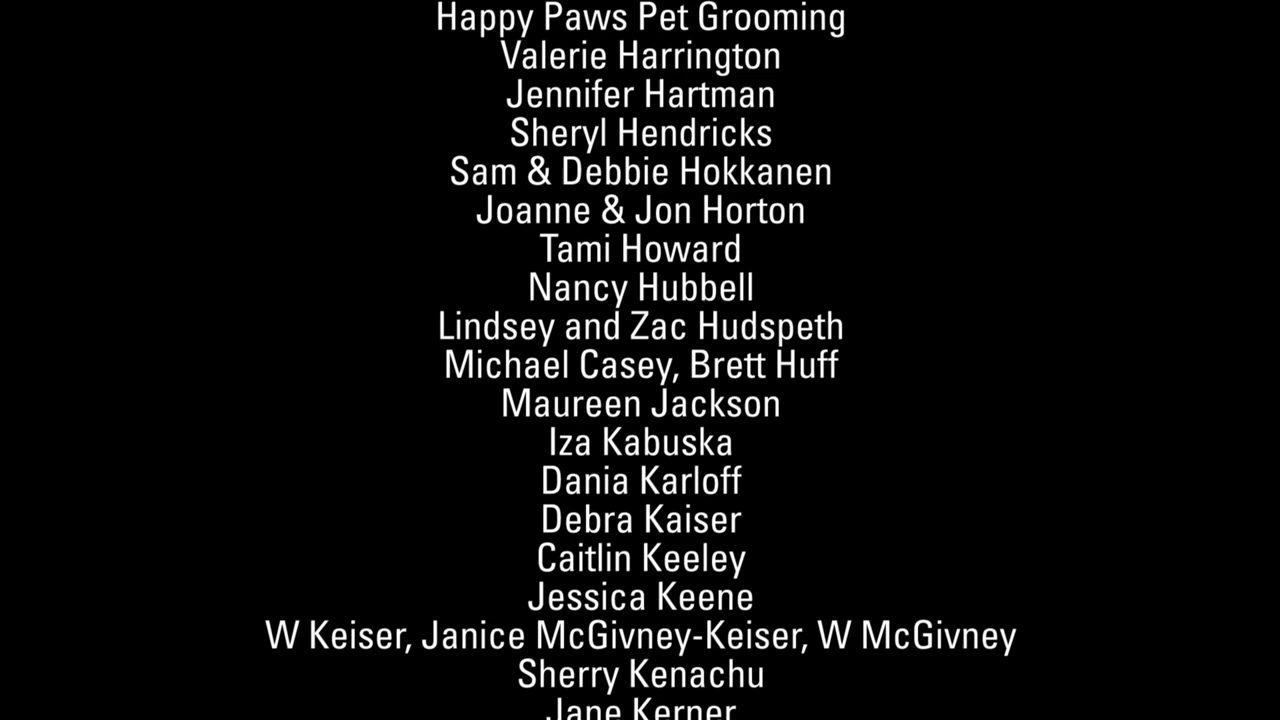 Happy Paws Pet Grooming
Valerie Harrington
Jennifer Hartman
Sheryl Hendricks
Sam & Debbie Hokkanen
Joanne & Jon Horton
Tami Howard
Nancy Hubbell
Lindsey and Zac Hudspeth
Michael Casey, Brett Huff
Maureen Jackson
Iza Kabuska
Dania Karloff
Debra Kaiser
Caitlin Keeley
Jessica Keene
W Keiser, Janice McGivney-Keiser, W McGivney
Sherry Kenachu
Jane Kerner